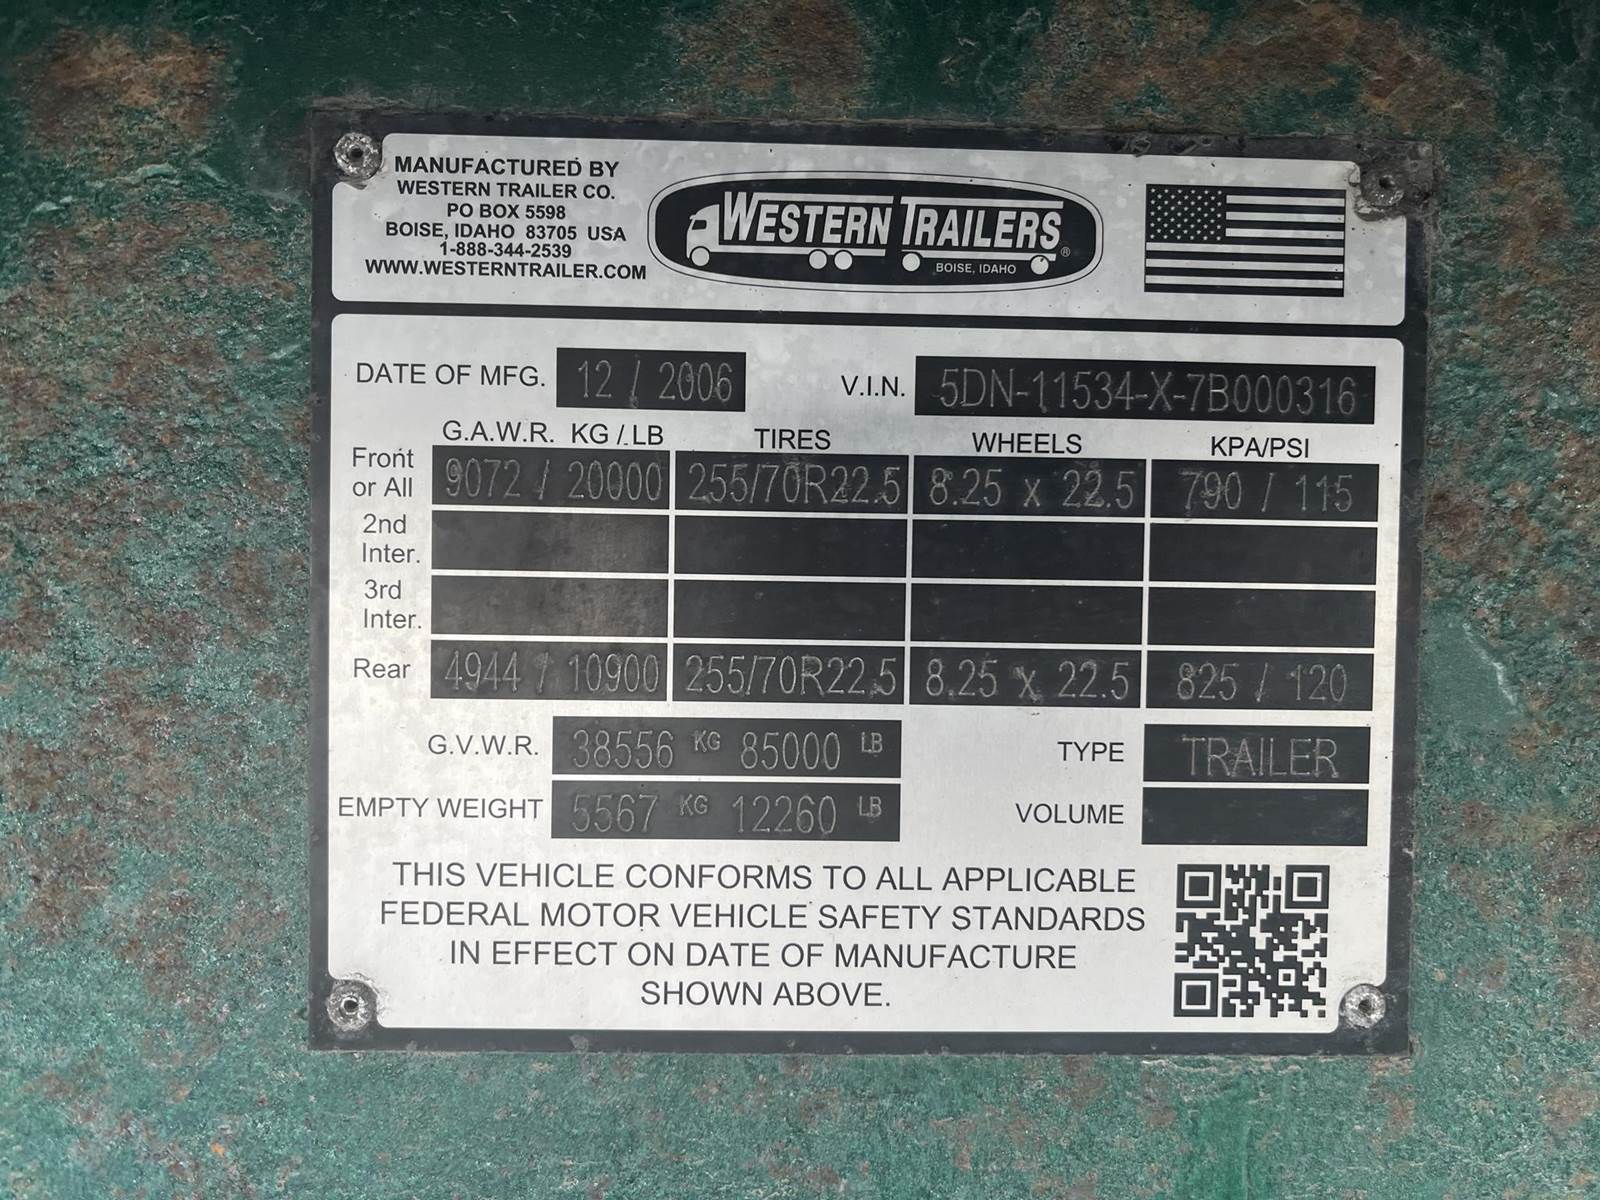 MANUFACTURED BY
WESTERN TRAILER CO.
PO BOX 5598
BOISE, IDAHO 83705 USA
1-888-344-2539
WWW.WESTERNTRAILER.COM
WESTERN TRAILERS®
BOISE, IDAHO
DATE OF MFG. 12 / 2006 V.I.N. 5DN-11534-X-7B000316
G.A.W.R. KG / LB TIRES WHEELS KPA/PSI
Front or All 9072 / 20000 255/70R22.5 8.25 x 22.5 790 / 115
2nd Inter.
3rd Inter.
Rear 4944 / 10900 255/70R22.5 8.25 x 22.5 825 / 120
G.V.W.R. 38556 KG 85000 LB TYPE TRAILER
EMPTY WEIGHT 5567 KG 12260 LB VOLUME
THIS VEHICLE CONFORMS TO ALL APPLICABLE
FEDERAL MOTOR VEHICLE SAFETY STANDARDS
IN EFFECT ON DATE OF MANUFACTURE
SHOWN ABOVE.